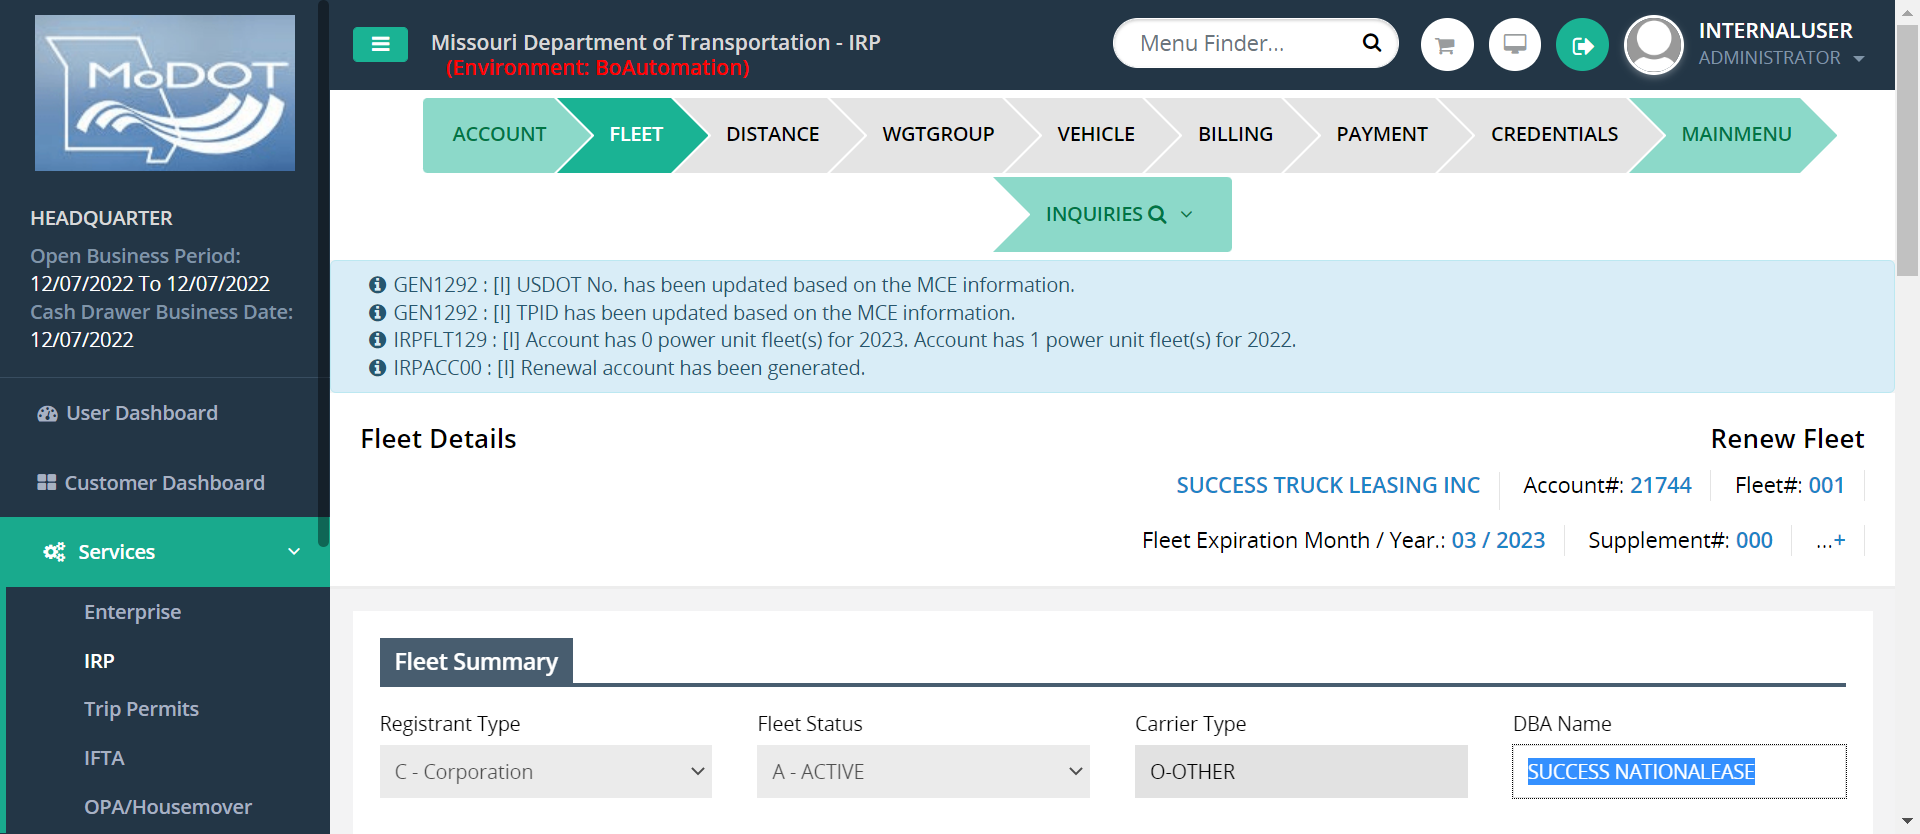 MoDOT
HEADQUARTER
Open Business Period:
12/07/2022 To 12/07/2022
Cash Drawer Business Date:
12/07/2022
User Dashboard
Customer Dashboard
Services
Enterprise
IRP
Trip Permits
IFTA
OPA/Housemover
Missouri Department of Transportation - IRP
(Environment: BoAutomation)
Menu Finder...
INTERNALUSER
ADMINISTRATOR
ACCOUNT FLEET DISTANCE WGTGROUP VEHICLE BILLING PAYMENT CREDENTIALS MAINMENU
INQUIRIES
GEN1292 : [I] USDOT No. has been updated based on the MCE information.
GEN1292 : [I] TPID has been updated based on the MCE information.
IRPFLT129 : [I] Account has 0 power unit fleet(s) for 2023. Account has 1 power unit fleet(s) for 2022.
IRPACC00 : [I] Renewal account has been generated.
Fleet Details
Renew Fleet
SUCCESS TRUCK LEASING INC Account#: 21744 Fleet#: 001
Fleet Expiration Month / Year.: 03 / 2023 Supplement#: 000 ...+
Fleet Summary
Registrant Type Fleet Status Carrier Type DBA Name
C - Corporation A - ACTIVE O-OTHER SUCCESS NATIONALEASE